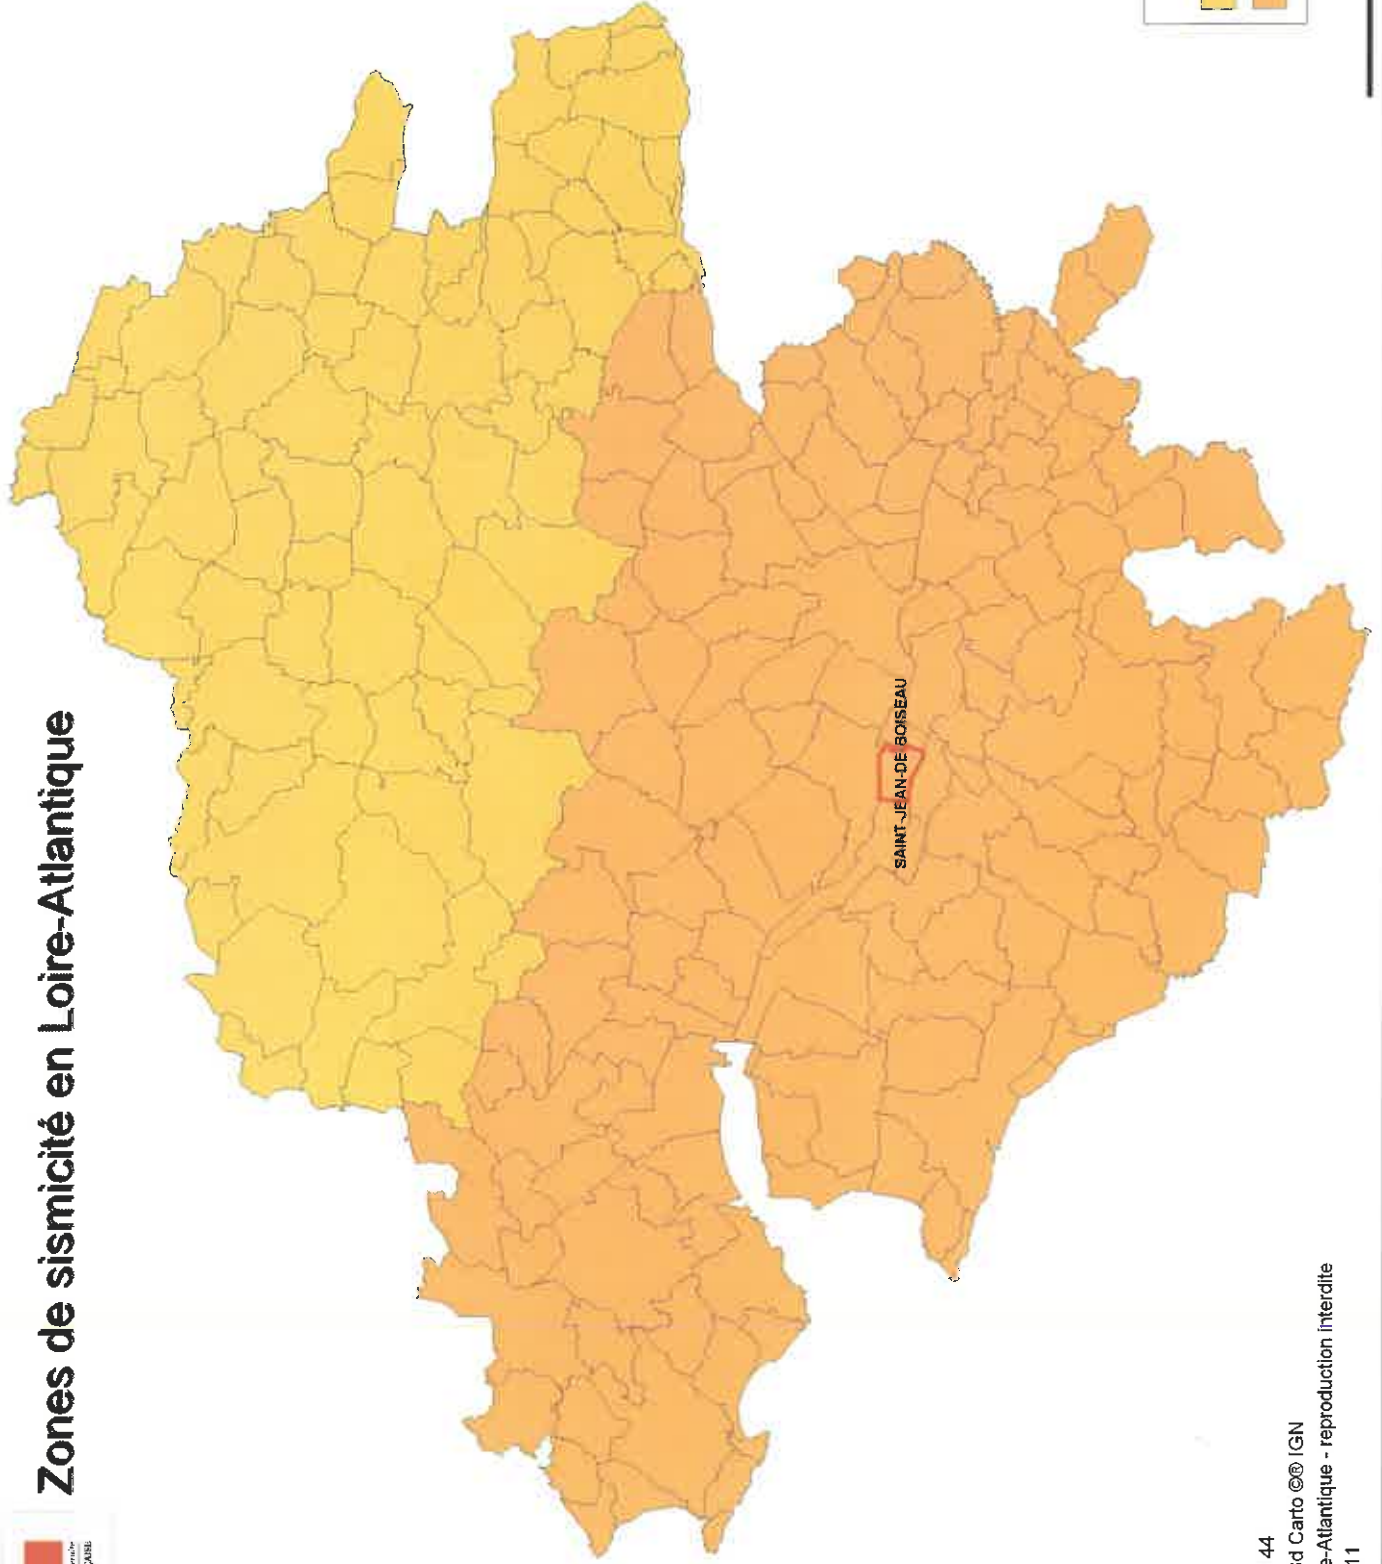 Zones de sismicité en Loire-Atlantique
SAINT-JEAN-DE-BOISEAU
44
d Carto ©® IGN
e-Atlantique - reproduction interdite
11